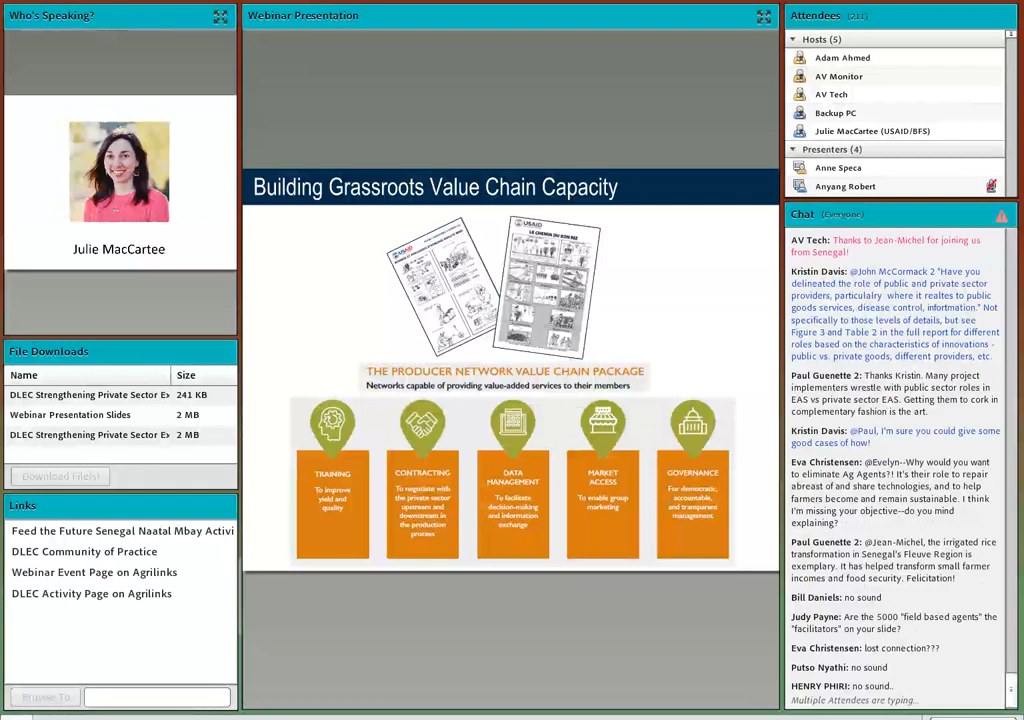 Who's Speaking?
Julie MacCartee
File Downloads
Name Size
DLEC Strengthening Private Sector Ex 241 KB
Webinar Presentation Slides 2 MB
DLEC Strengthening Private Sector Ex 2 MB
Download File(s)
Links
Feed the Future Senegal Naatal Mbay Activi
DLEC Community of Practice
Webinar Event Page on Agrilinks
DLEC Activity Page on Agrilinks
Browse To
Webinar Presentation
Building Grassroots Value Chain Capacity
USAID
USAID
LE CHEMIN DU BON RIZ
THE PRODUCER NETWORK VALUE CHAIN PACKAGE
Networks capable of providing value-added services to their members
TRAINING
To improve
yield and
quality
CONTRACTING
To negotiate with
the private sector
upstream and
downstream in
the production
process
DATA
MANAGEMENT
To facilitate
decision-making
and information
exchange
MARKET
ACCESS
To enable group
marketing
GOVERNANCE
For democratic,
accountable,
and transparent
management
Attendees (211)
Hosts (5)
Adam Ahmed
AV Monitor
AV Tech
Backup PC
Julie MacCartee (USAID/BFS)
Presenters (4)
Anne Speca
Anyang Robert
Chat (Everyone)
AV Tech: Thanks to Jean-Michel for joining us
from Senegal!
Kristin Davis: @John McCormack 2 "Have you
delineated the role of public and private sector
providers, particulalry where it realtes to public
goods services, disease control, informtation." Not
specifically to those levels of details, but see
Figure 3 and Table 2 in the full report for different
roles based on the characteristics of innovations -
public vs. private goods, different providers, etc.
Paul Guenette 2: Thanks Kristin. Many project
implementers wrestle with public sector roles in
EAS vs private sector EAS. Getting them to cork in
complementary fashion is the art.
Kristin Davis: @Paul, I'm sure you could give some
good cases of how!
Eva Christensen: @Evelyn--Why would you want
to eliminate Ag Agents?! It's their role to repair
abreast of and share technologies, and to help
farmers become and remain sustainable. I think
I'm missing your objective--do you mind
explaining?
Paul Guenette 2: @Jean-Michel, the irrigated rice
transformation in Senegal's Fleuve Region is
exemplary. It has helped transform small farmer
incomes and food security. Felicitation!
Bill Daniels: no sound
Judy Payne: Are the 5000 "field based agents" the
"facilitators" on your slide?
Eva Christensen: lost connection???
Putso Nyathi: no sound
HENRY PHIRI: no sound..
Multiple Attendees are typing...